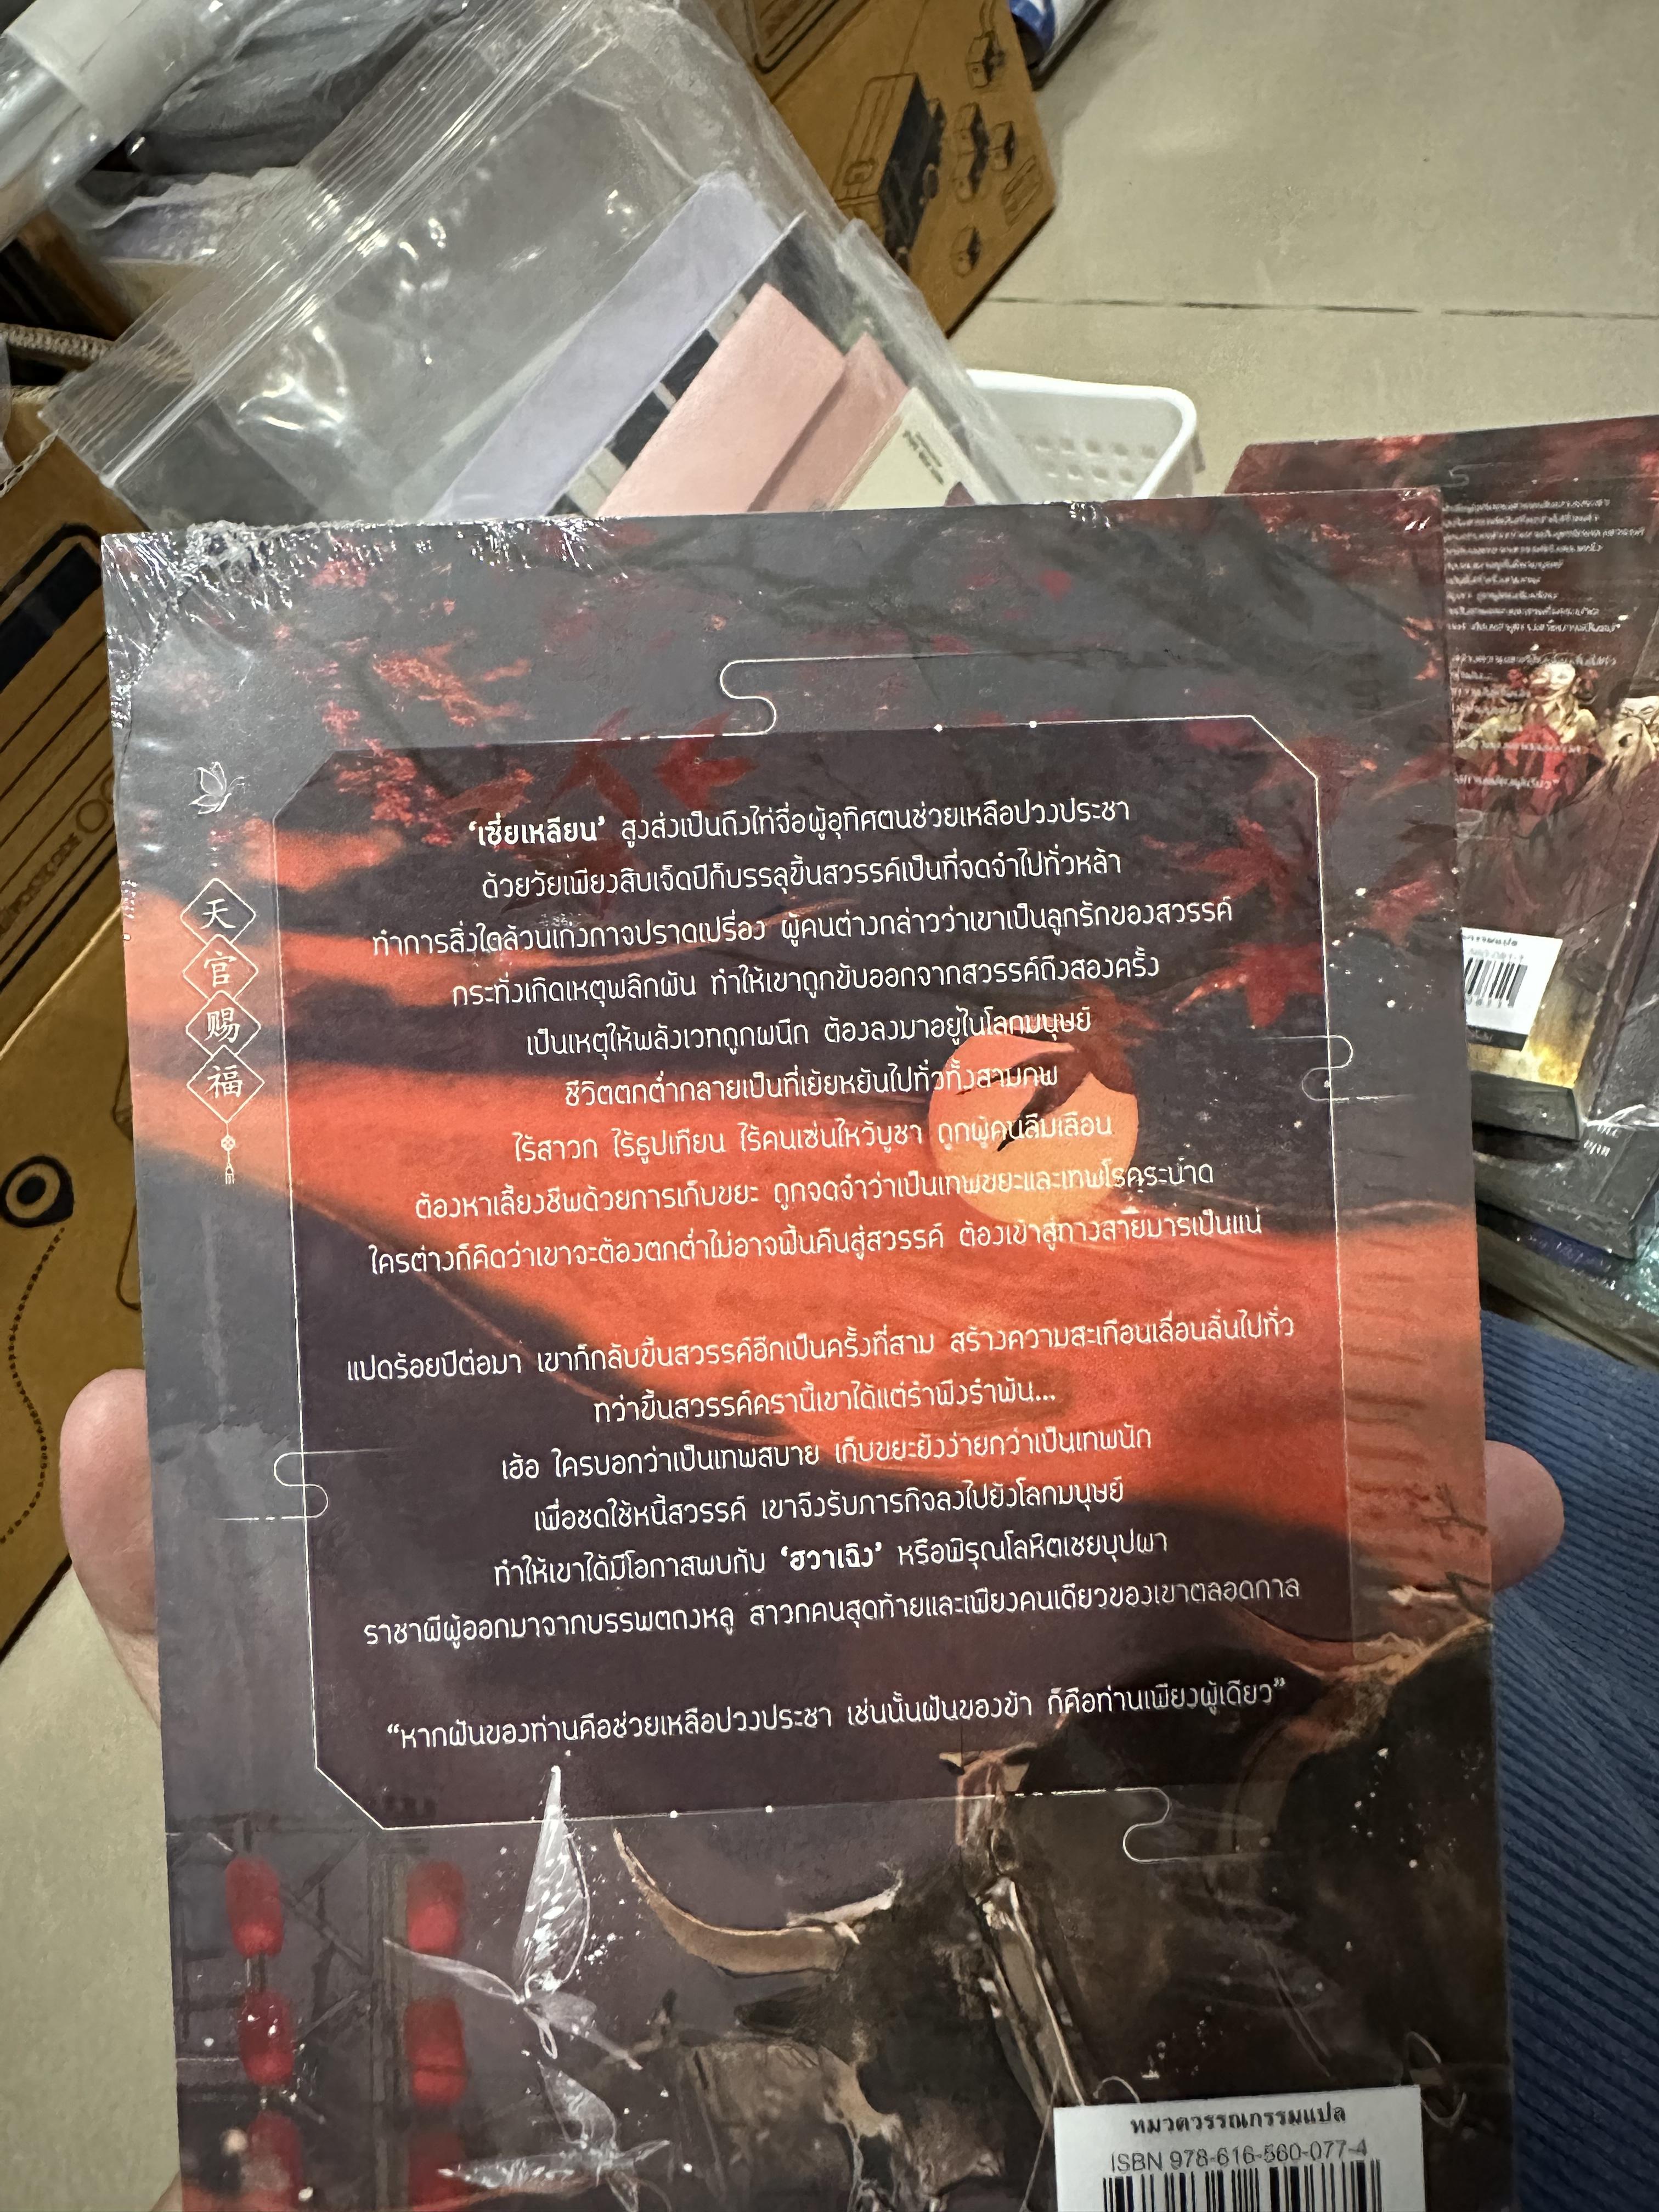 天
官
赐
福
‘เซี่ยเหลียน’ สูงส่งเป็นถึงไท่จื่อผู้อุทิศตนช่วยเหลือปวงประชา
ด้วยวัยเพียงสิบเจ็ดปีก็บรรลุขึ้นสวรรค์เป็นที่จดจำไปทั่วหล้า
ทำการสิ่งใดล้วนเก่งกาจปราดเปรื่อง ผู้คนต่างกล่าวว่าเขาเป็นลูกรักของสวรรค์
กระทั่งเกิดเหตุพลิกผัน ทำให้เขาถูกขับออกจากสวรรค์ถึงสองครั้ง
เป็นเหตุให้พลังเวทถูกผนึก ต้องลงมาอยู่ในโลกมนุษย์
ชีวิตตกต่ำกลายเป็นที่เย้ยหยันไปทั่วทั้งสามภพ
ไร้สาวก ไร้ธูปเทียน ไร้คนเซ่นไหว้บูชา ถูกผู้คนลืมเลือน
ต้องหาเลี้ยงชีพด้วยการเก็บขยะ ถูกจดจำว่าเป็นเทพขยะและเทพโรคระบาด
ใครต่างก็คิดว่าเขาจะต้องตกต่ำไม่อาจฟื้นคืนสู่สวรรค์ ต้องเข้าสู่ทางสายมารเป็นแน่
แปดร้อยปีต่อมา เขาก็กลับขึ้นสวรรค์อีกเป็นครั้งที่สาม สร้างความสะเทือนเลื่อนลั่นไปทั่ว
ทว่าขึ้นสวรรค์ครานี้เขาได้แต่รำพึงรำพัน...
เฮ้อ ใครบอกว่าเป็นเทพสบาย เก็บขยะยังง่ายกว่าเป็นเทพนัก
เพื่อชดใช้หนี้สวรรค์ เขาจึงรับภารกิจลงไปยังโลกมนุษย์
ทำให้เขาได้มีโอกาสพบกับ ‘ฮวาเฉิง’ หรือพิรุณโลหิตเชยบุปผา
ราชาผีผู้ออกมาจากบรรพตถงหลู สาวกคนสุดท้ายและเพียงคนเดียวของเขาตลอดกาล
“หากฝันของท่านคือช่วยเหลือปวงประชา เช่นนั้นฝันของข้า ก็คือท่านเพียงผู้เดียว”
หมวดวรรณกรรมแปล
ISBN 978-616-560-077-4